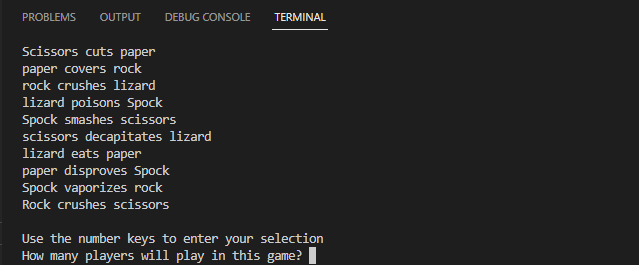 PROBLEMS OUTPUT DEBUG CONSOLE TERMINAL
Scissors cuts paper
paper covers rock
rock crushes lizard
lizard poisons Spock
Spock smashes scissors
scissors decapitates lizard
lizard eats paper
paper disproves Spock
Spock vaporizes rock
Rock crushes scissors
Use the number keys to enter your selection
How many players will play in this game?